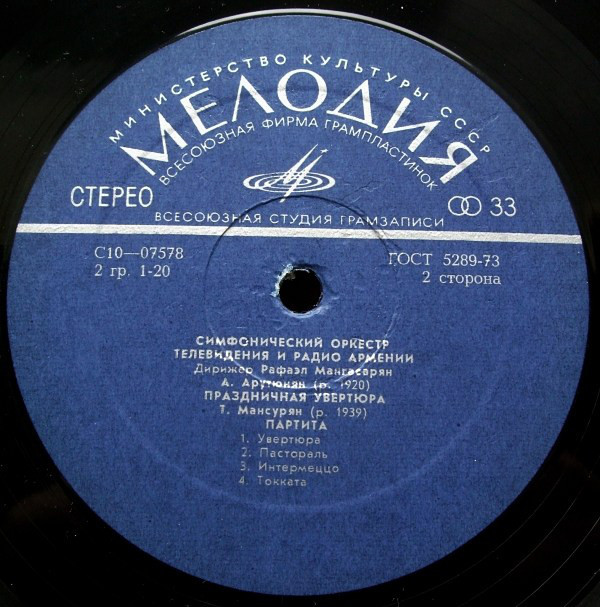 МИНИСТЕРСТВО КУЛЬТУРЫ СССР
МЕЛОДИЯ
ВСЕСОЮЗНАЯ ФИРМА ГРАМПЛАСТИНОК
СТЕРЕО
33
ВСЕСОЮЗНАЯ СТУДИЯ ГРАМЗАПИСИ
С10—07578
ГОСТ 5289-73
2 гр. 1-20
2 сторона
СИМФОНИЧЕСКИЙ ОРКЕСТР
ТЕЛЕВИДЕНИЯ И РАДИО АРМЕНИИ
Дирижер Рафаэл Мангасарян
А. Арутюнян (р. 1920)
ПРАЗДНИЧНАЯ УВЕРТЮРА
Т. Мансурян (р. 1939)
ПАРТИТА
1. Увертюра
2. Пастораль
3. Интермеццо
4. Токката